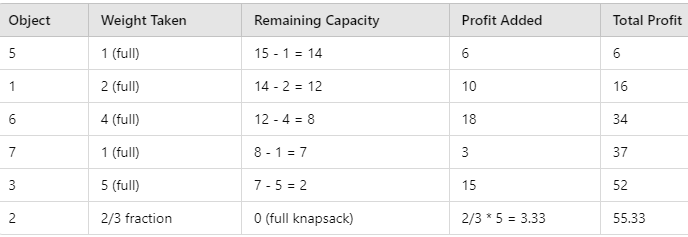 Object Weight Taken Remaining Capacity Profit Added Total Profit
5 1 (full) 15 - 1 = 14 6 6
1 2 (full) 14 - 2 = 12 10 16
6 4 (full) 12 - 4 = 8 18 34
7 1 (full) 8 - 1 = 7 3 37
3 5 (full) 7 - 5 = 2 15 52
2 2/3 fraction 0 (full knapsack) 2/3 * 5 = 3.33 55.33